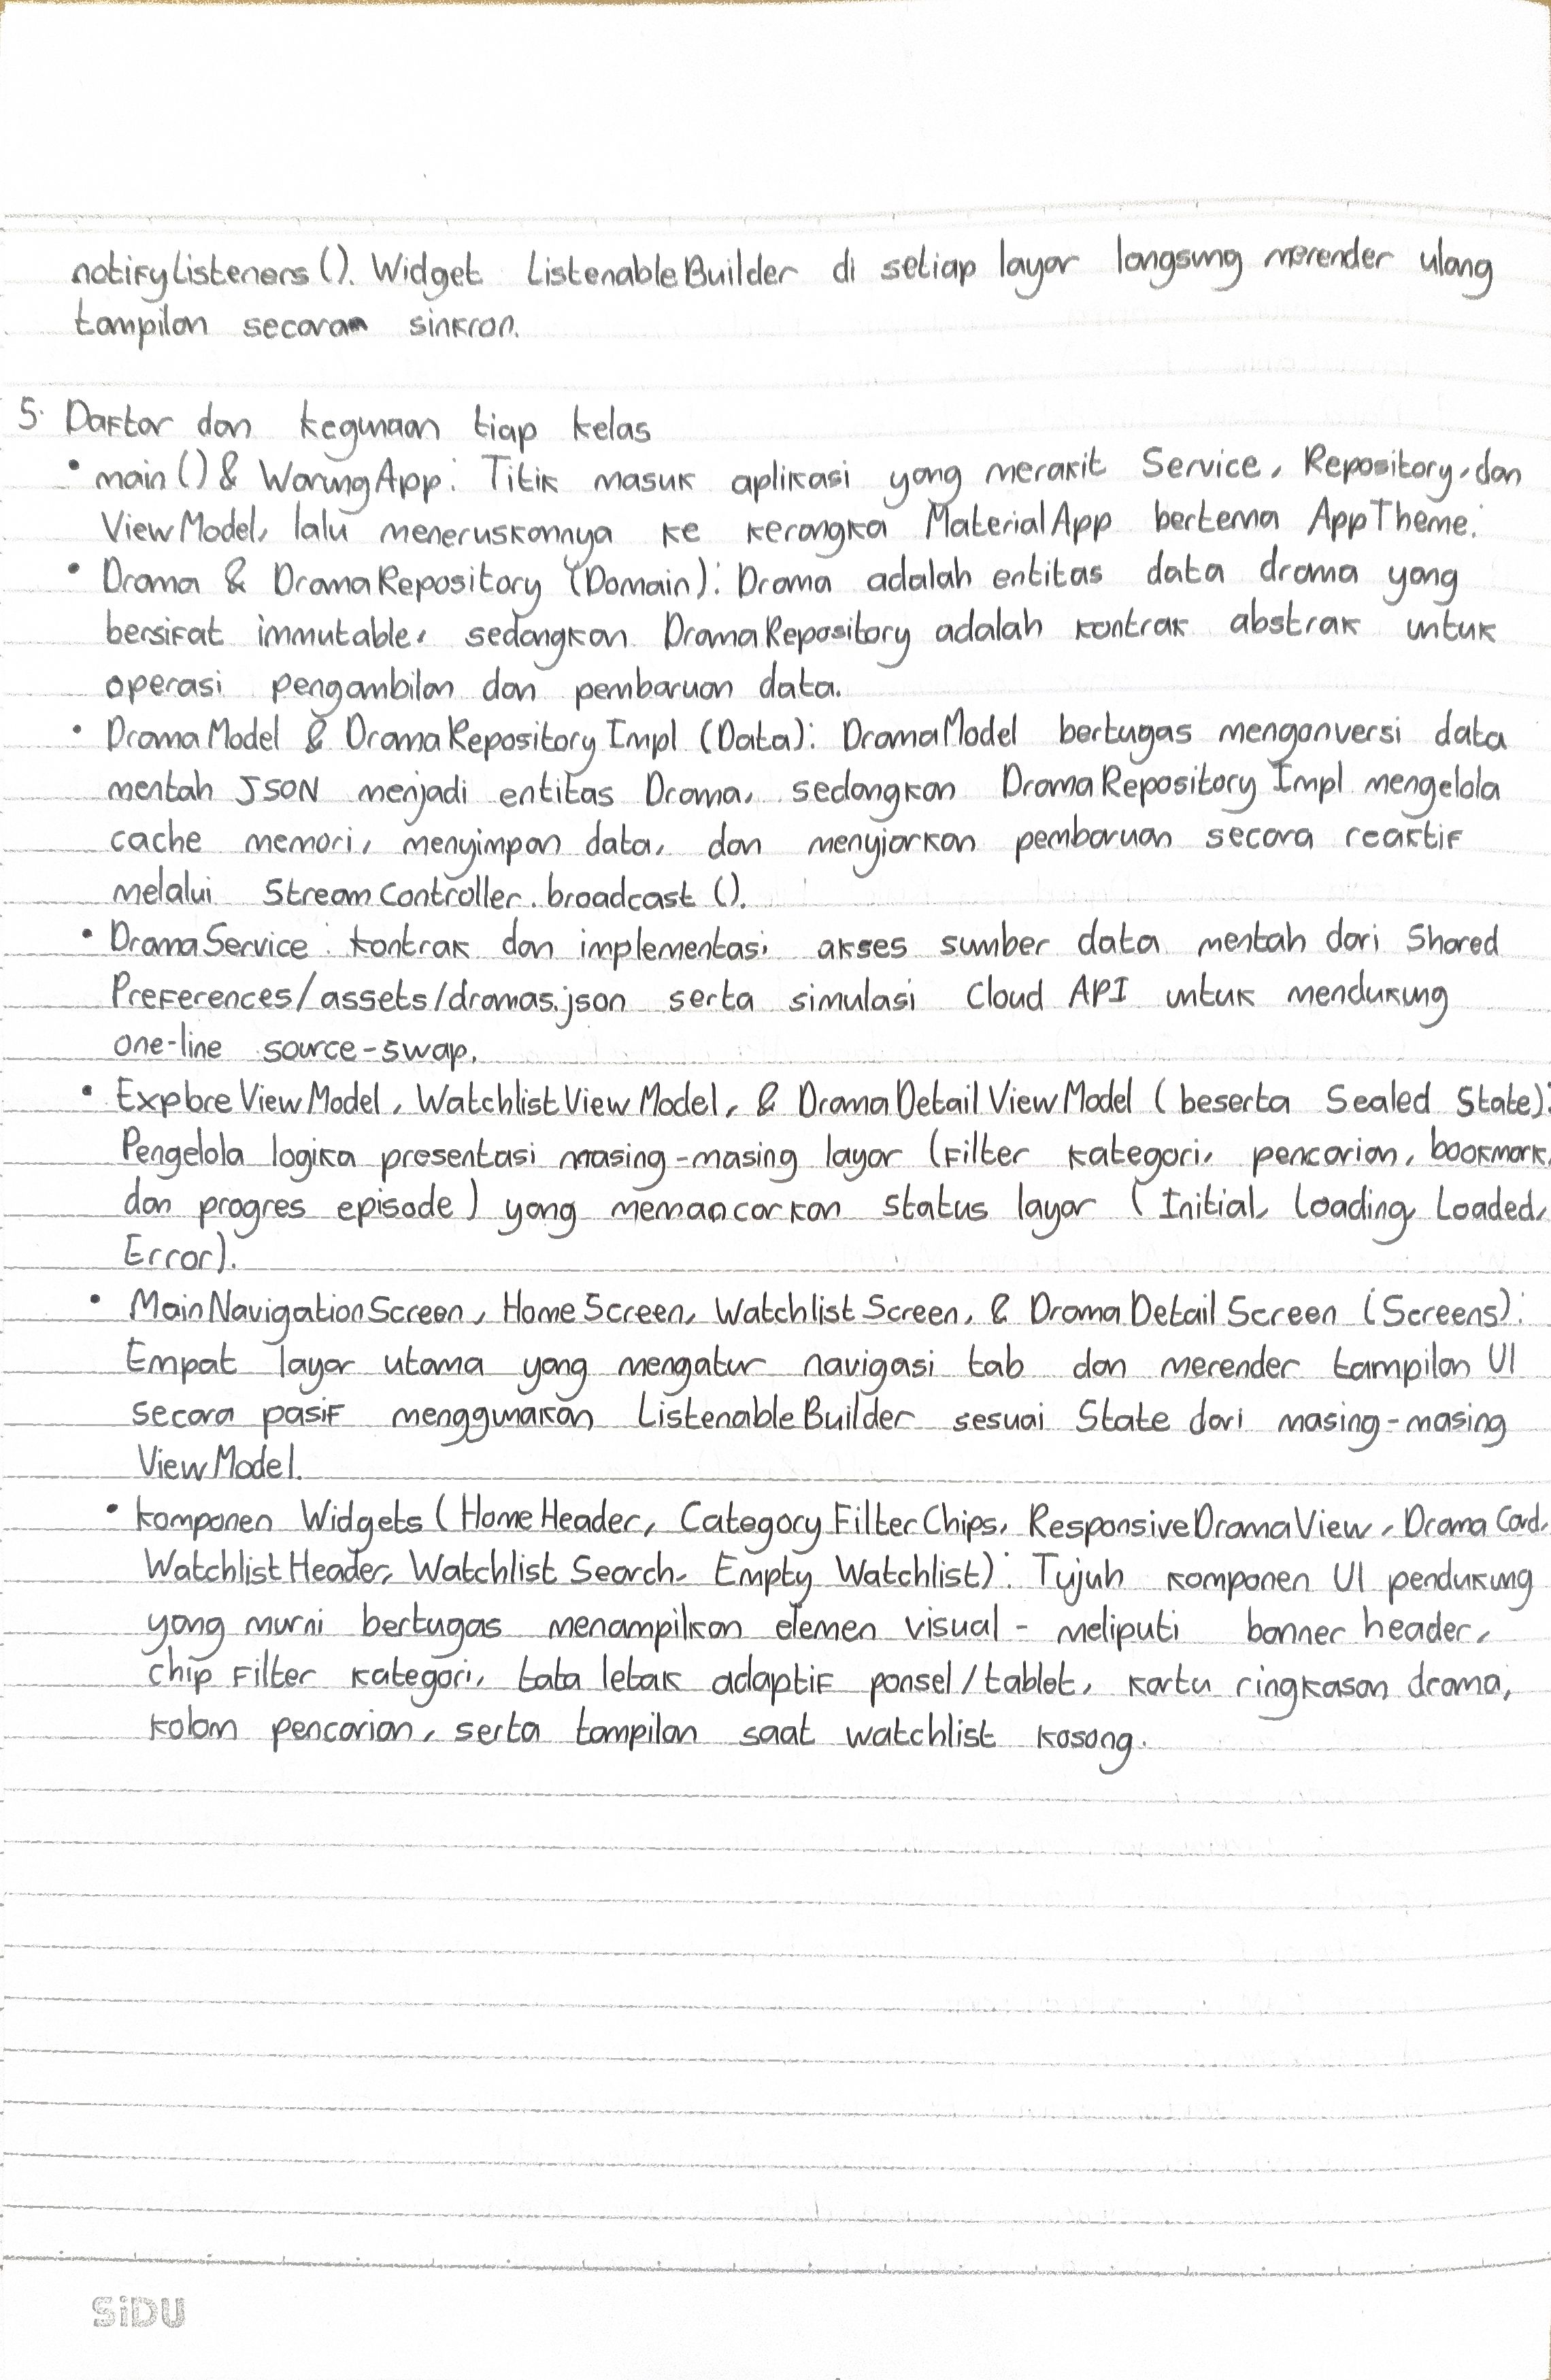 notifyListeners(). Widget ListenableBuilder di setiap layar langsung merender ulang
tampilan secara sinkron.
5. Daftar dan kegunaan tiap kelas
• main() & WaringApp: Titik masuk aplikasi yang merakit Service, Repository, dan
ViewModel, lalu meneruskannya ke kerangka MaterialApp bertema AppTheme.
• Drama & DramaRepository (Domain): Drama adalah entitas data drama yang
bersifat immutable, sedangkan DramaRepository adalah kontrak abstrak untuk
operasi pengambilan dan pembaruan data.
• DramaModel & DramaRepositoryImpl (Data): DramaModel bertugas mengonversi data
mentah JSON menjadi entitas Drama, sedangkan DramaRepositoryImpl mengelola
cache memori, menyimpan data, dan menyiarkan pembaruan secara reaktif
melalui StreamController.broadcast().
• DramaService: kontrak dan implementasi akses sumber data mentah dari Shared
Preferences/assets/dramas.json serta simulasi Cloud API untuk mendukung
one-line source-swap.
• ExploreViewModel, WatchlistViewModel, & DramaDetailViewModel (beserta Sealed State):
Pengelola logika presentasi masing-masing layar (filter kategori, pencarian, bookmark,
dan progres episode) yang memancarkan status layar (Initial, Loading, Loaded,
Error).
• MainNavigationScreen, HomeScreen, WatchlistScreen, & DramaDetailScreen (Screens):
Empat layar utama yang mengatur navigasi tab dan merender tampilan UI
secara pasif menggunakan ListenableBuilder sesuai State dari masing-masing
ViewModel.
• Komponen Widgets (HomeHeader, CategoryFilterChips, ResponsiveDramaView, DramaCard,
WatchlistHeader, WatchlistSearch, EmptyWatchlist): Tujuh komponen UI pendukung
yang murni bertugas menampilkan elemen visual - meliputi banner header,
chip filter kategori, tata letak adaptif ponsel/tablet, kartu ringkasan drama,
kolom pencarian, serta tampilan saat watchlist kosong.
SiDU